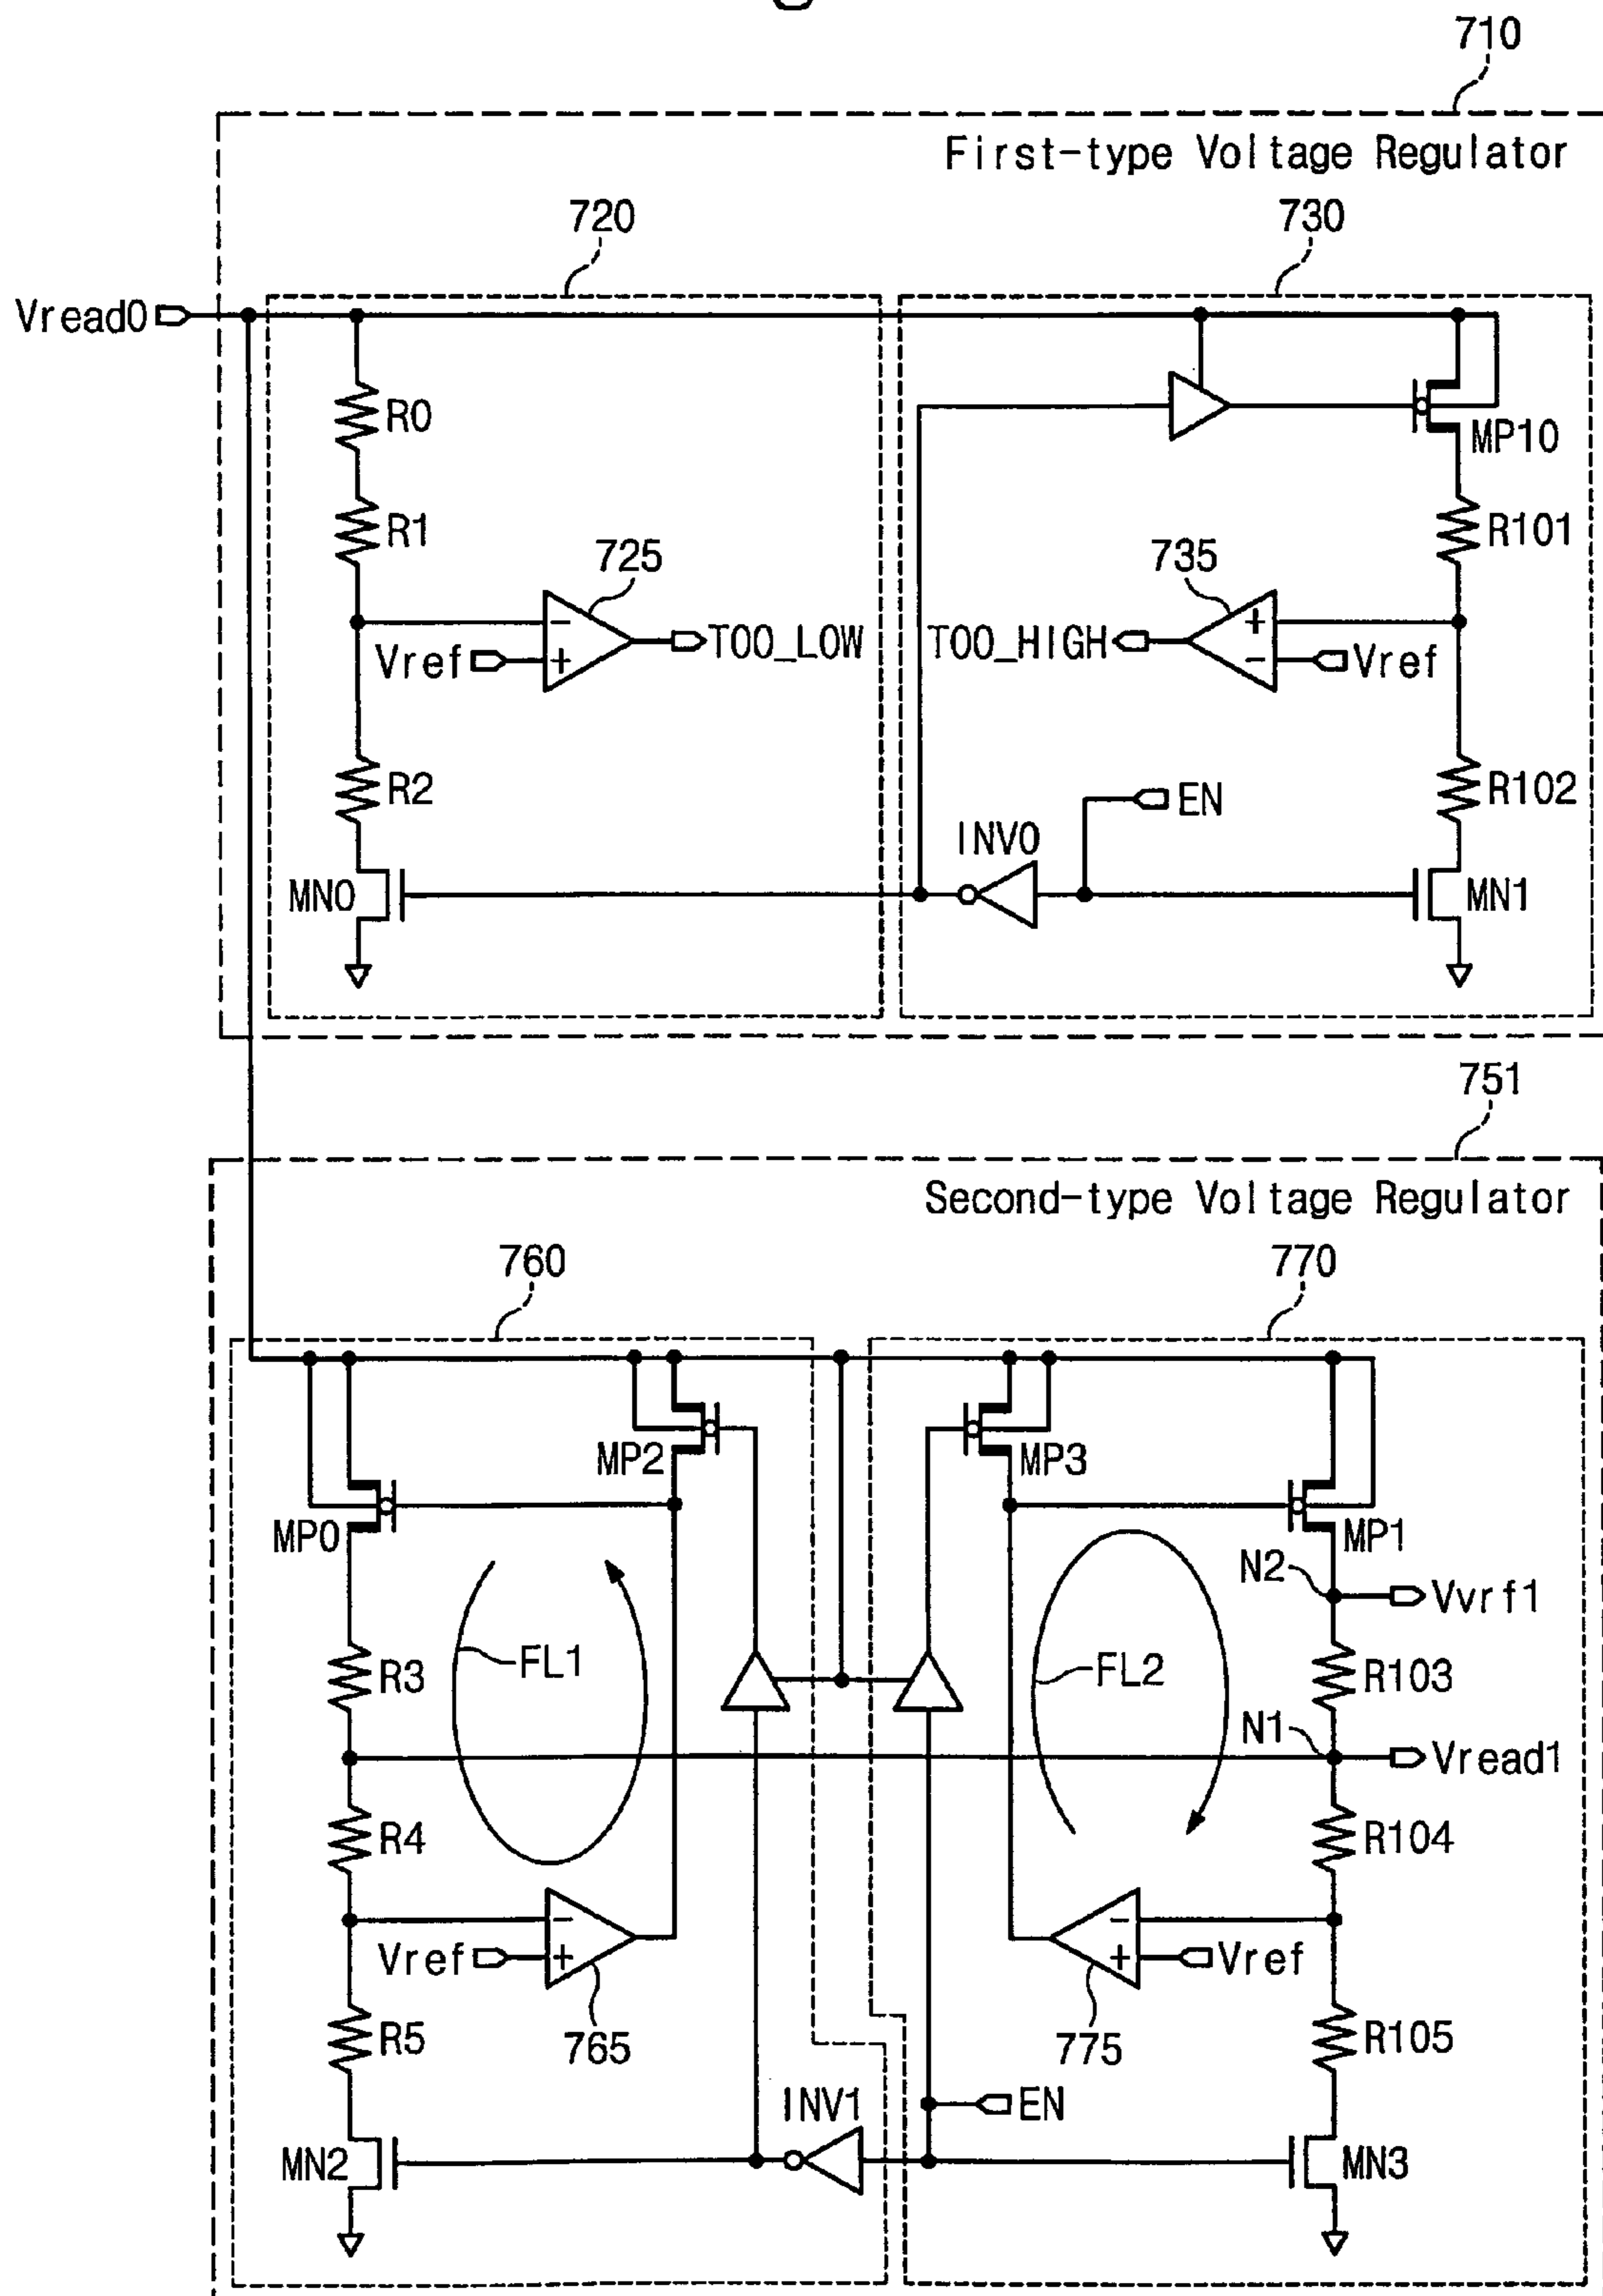 710
First-type Voltage Regulator
720
730
Vread0
R0
MP10
R1
R101
725
735
TOO_LOW
TOO_HIGH
Vref
Vref
R2
R102
EN
INV0
MN0
MN1
751
Second-type Voltage Regulator
760
770
MP2
MP3
MP0
MP1
N2
Vvrf1
FL1
FL2
R3
R103
N1
Vread1
R4
R104
Vref
Vref
765
775
R5
R105
INV1
EN
MN2
MN3